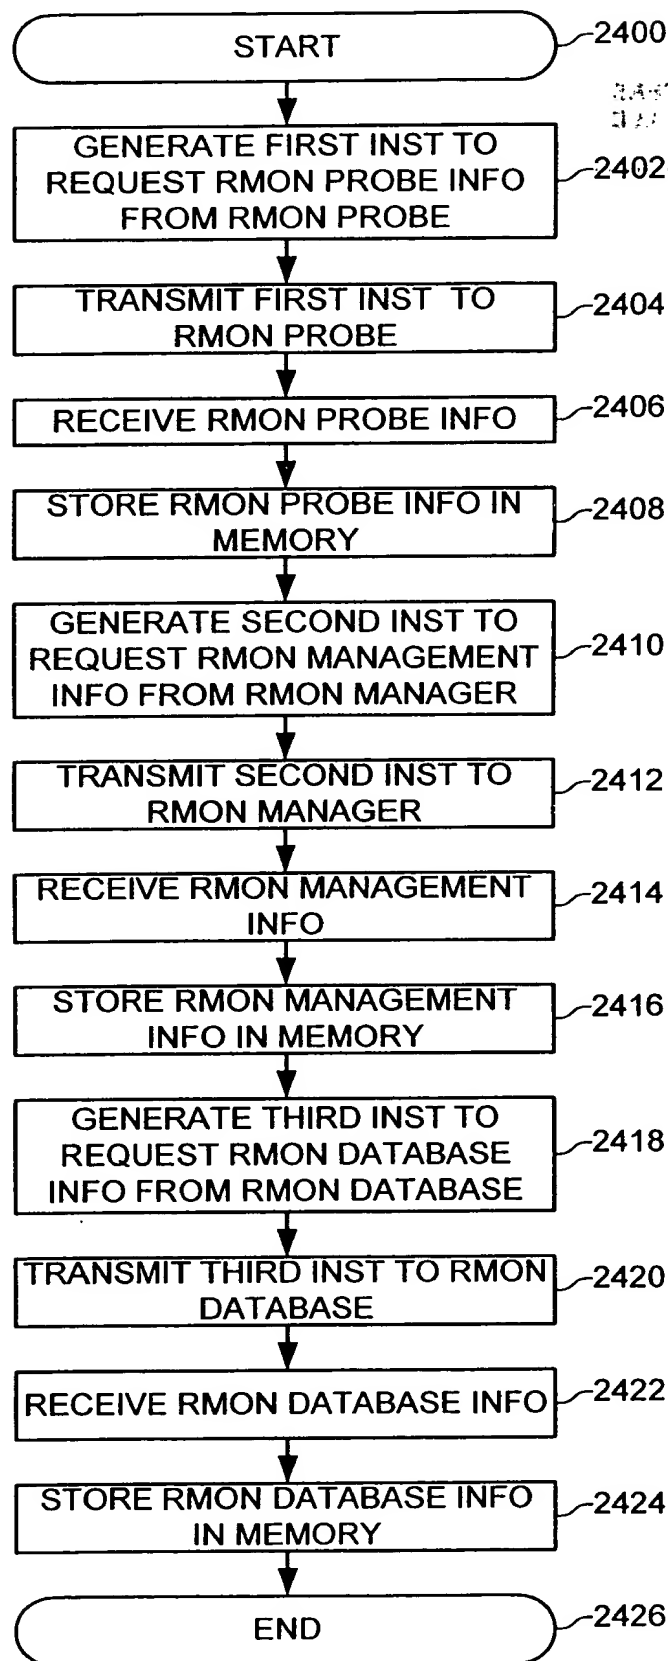 START
2400
GENERATE FIRST INST TO
REQUEST RMON PROBE INFO
FROM RMON PROBE
2402
TRANSMIT FIRST INST TO
RMON PROBE
2404
RECEIVE RMON PROBE INFO
2406
STORE RMON PROBE INFO IN
MEMORY
2408
GENERATE SECOND INST TO
REQUEST RMON MANAGEMENT
INFO FROM RMON MANAGER
2410
TRANSMIT SECOND INST TO
RMON MANAGER
2412
RECEIVE RMON MANAGEMENT
INFO
2414
STORE RMON MANAGEMENT
INFO IN MEMORY
2416
GENERATE THIRD INST TO
REQUEST RMON DATABASE
INFO FROM RMON DATABASE
2418
TRANSMIT THIRD INST TO RMON
DATABASE
2420
RECEIVE RMON DATABASE INFO
2422
STORE RMON DATABASE INFO
IN MEMORY
2424
END
2426